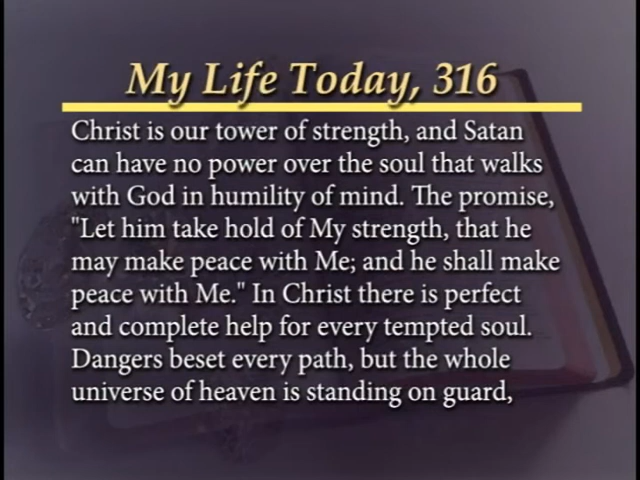 My Life Today, 316
Christ is our tower of strength, and Satan
can have no power over the soul that walks
with God in humility of mind. The promise,
"Let him take hold of My strength, that he
may make peace with Me; and he shall make
peace with Me." In Christ there is perfect
and complete help for every tempted soul.
Dangers beset every path, but the whole
universe of heaven is standing on guard,